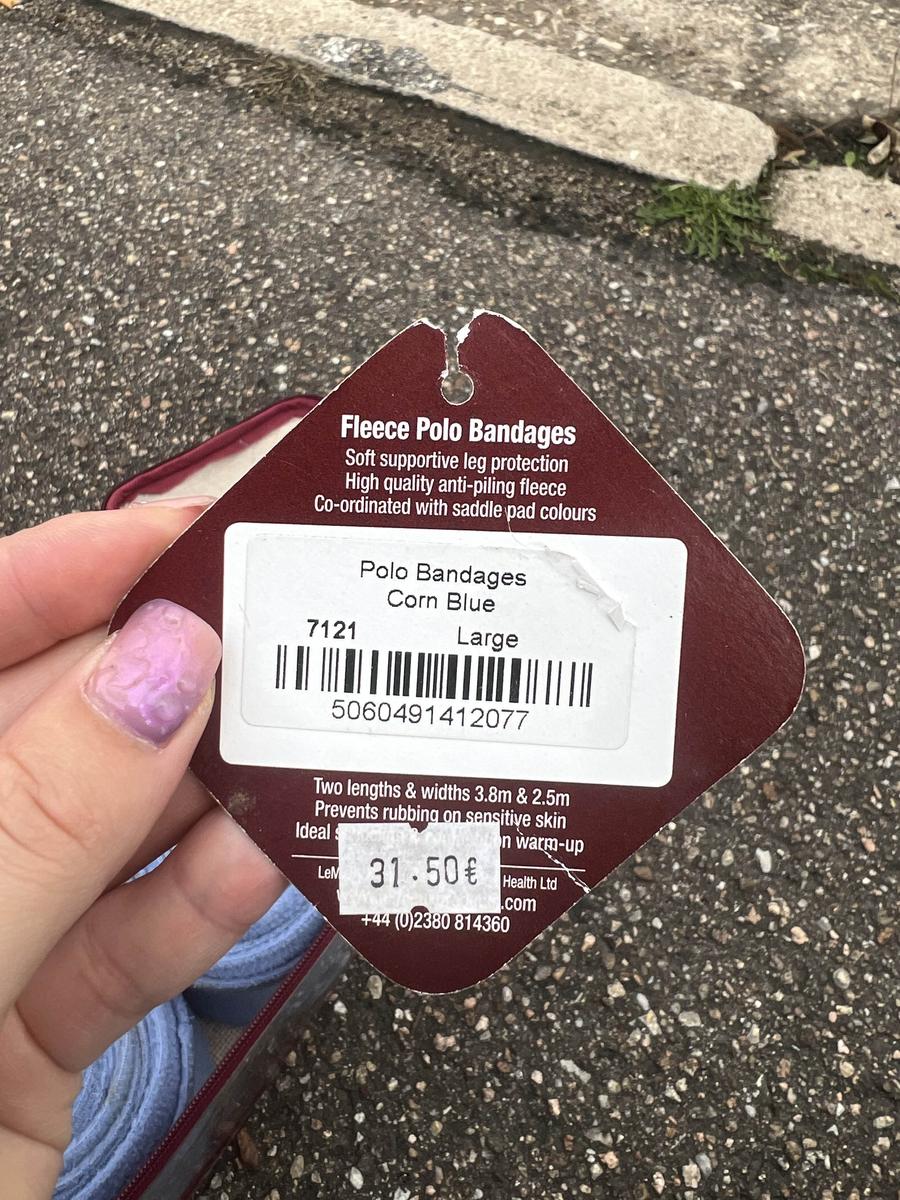 Fleece Polo Bandages
Soft supportive leg protection
High quality anti-piling fleece
Co-ordinated with saddle pad colours
Polo Bandages
Corn Blue
7121 Large
5060491412077
Two lengths & widths 3.8m & 2.5m
Prevents rubbing on sensitive skin
Ideal on warm-up
31.50€
Health Ltd
.com
+44 (0)2380 814360